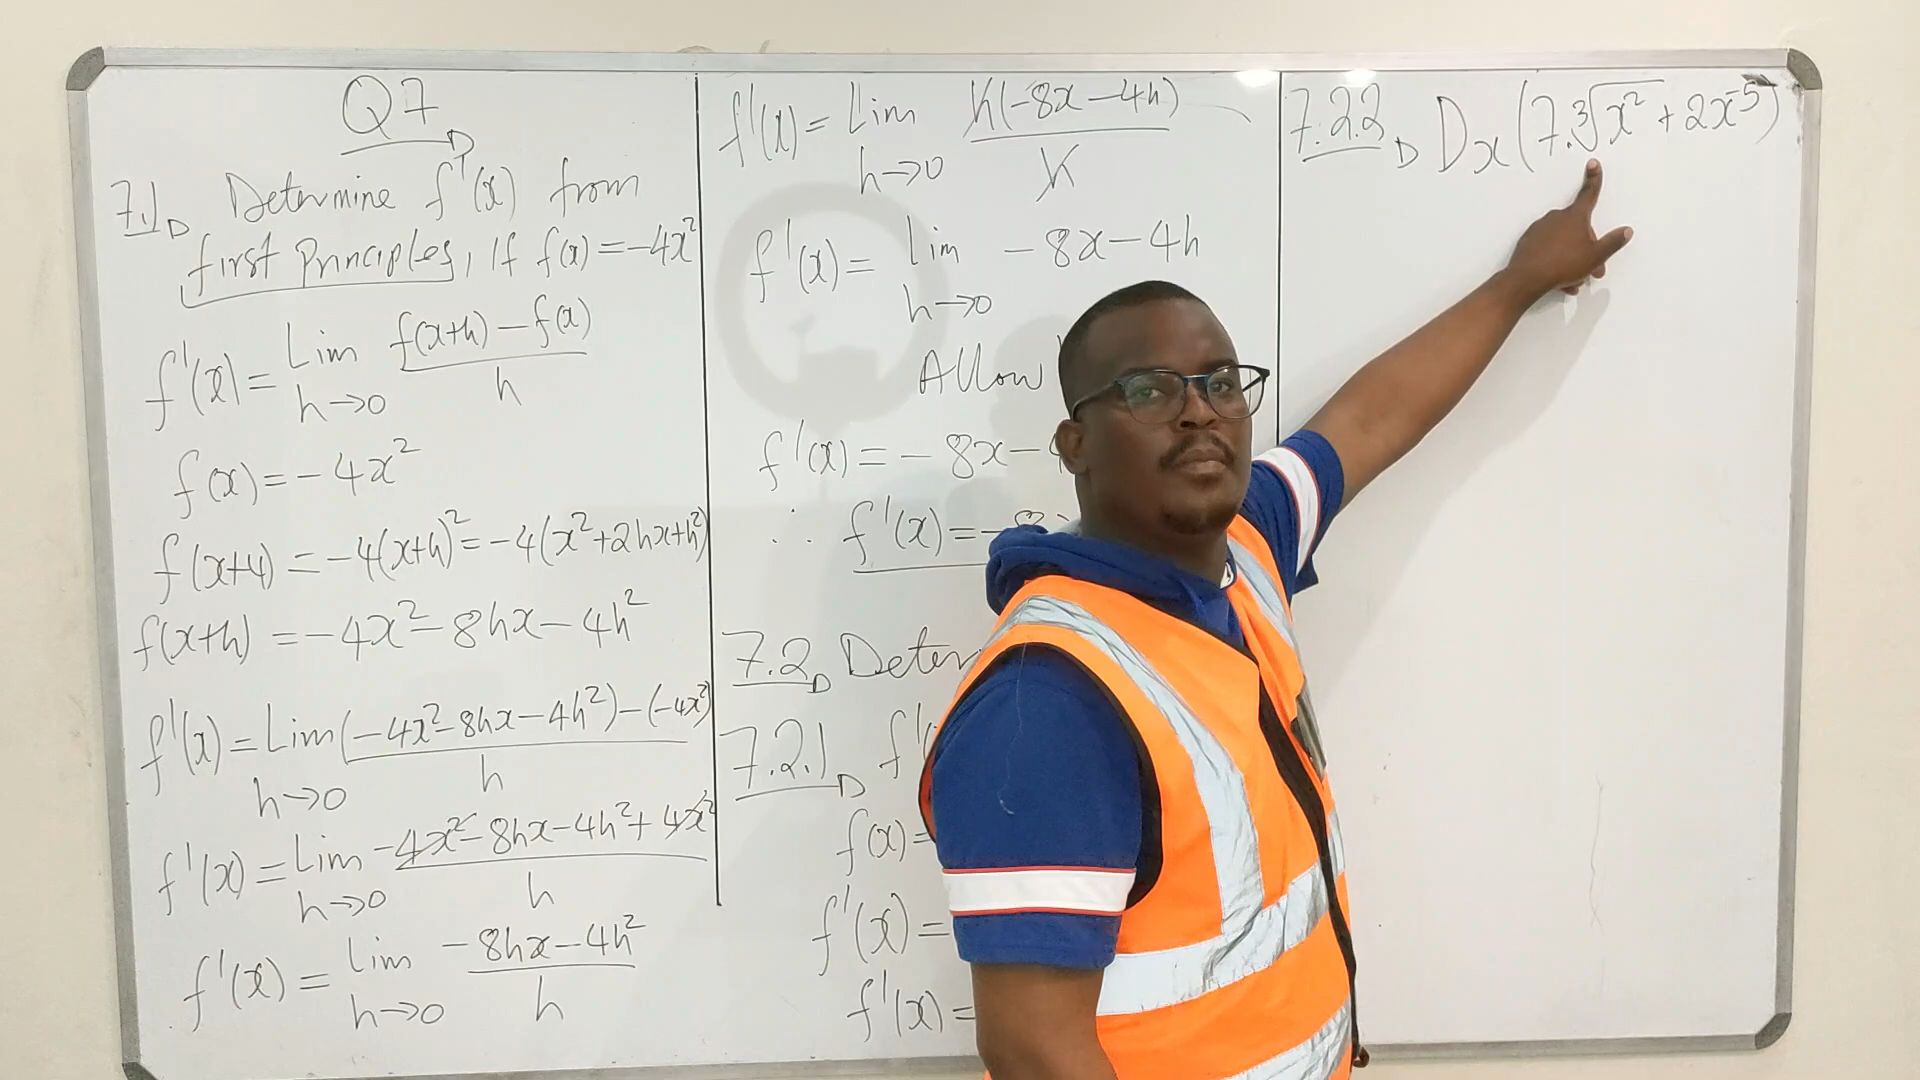 Q7
7.1 Determine f'(x) from
first principles, if f(x) = -4x²
f'(x) = Lim f(x+h) - f(x)
h→0 h
f(x) = -4x²
f(x+h) = -4(x+h)² = -4(x²+2hx+h²)
f(x+h) = -4x² - 8hx - 4h²
f'(x) = Lim (-4x² - 8hx - 4h²) - (-4x²)
h→0 h
f'(x) = Lim -4x² - 8hx - 4h² + 4x²
h→0 h
f'(x) = Lim -8hx - 4h²
h→0 h
f'(x) = Lim h(-8x - 4h)
h→0 h
f'(x) = Lim -8x - 4h
h→0
Allow
f'(x) = -8x -
∴ f'(x) = -8
7.2
7.2.1
f(x) =
f'(x) =
f'(x) =
7.2.2 Dx (7.∛x² + 2x⁻⁵)